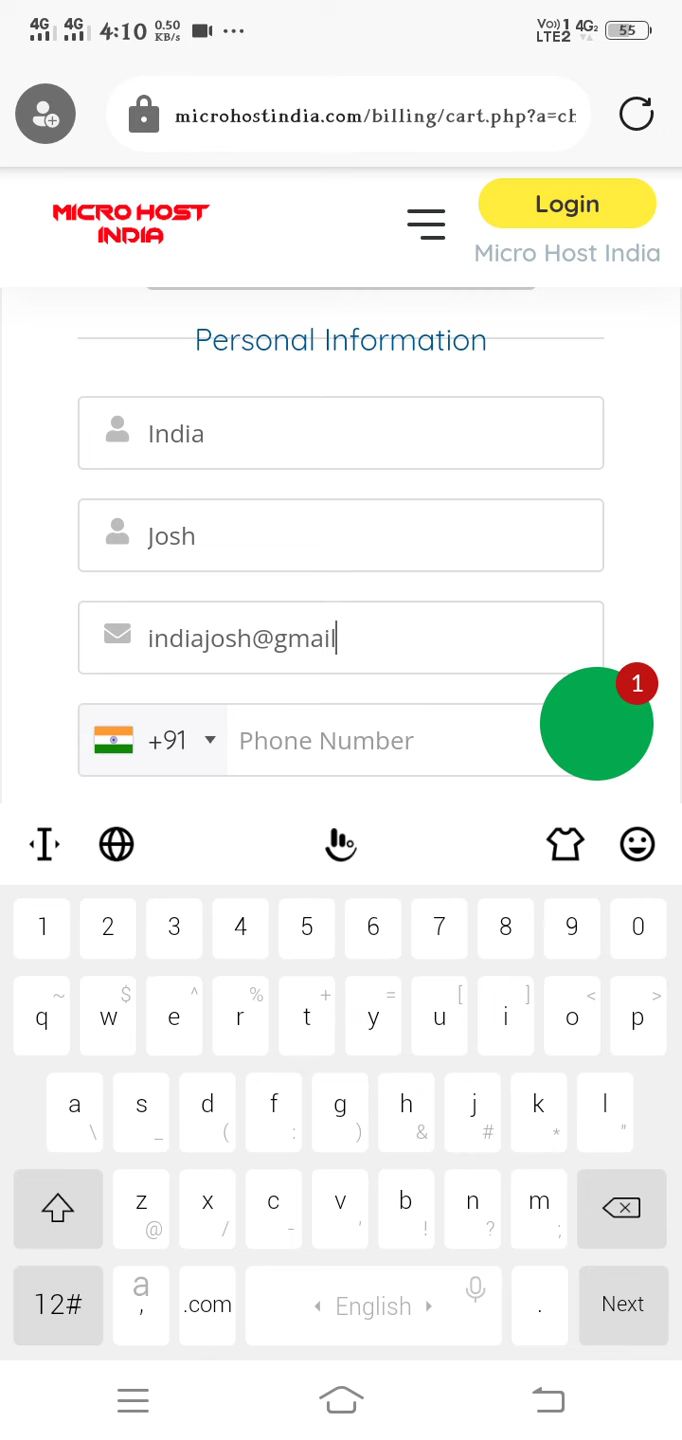 4G 4G 4:10 0.50 KB/s ... Vo)) 1 4G2 LTE2 55
microhostindia.com/billing/cart.php?a=ch
MICRO HOST
INDIA
Login
Micro Host India
Personal Information
India
Josh
indiajosh@gmail
1
+91 Phone Number
1 2 3 4 5 6 7 8 9 0
~ $ ^ % + = [ ] < >
q w e r t y u i o p
a s d f g h j k l
\ _ ( : ) & # * "
z x c v b n m
@ / - ' ! ? ;
12# a , .com English . Next